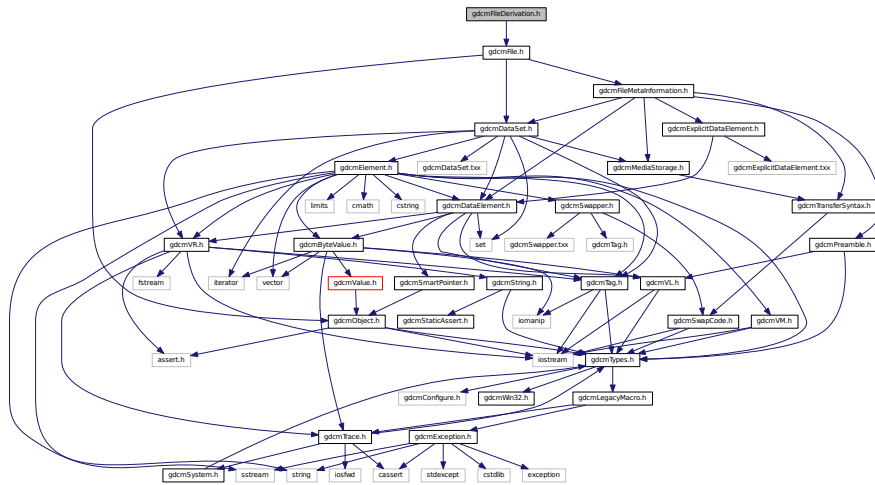 gdcmFileDerivation.h
gdcmFile.h
gdcmFileMetaInformation.h
gdcmDataSet.h
gdcmExplicitDataElement.h
gdcmElement.h
gdcmDataSet.txx
gdcmMediaStorage.h
gdcmExplicitDataElement.txx
limits
cmath
cstring
gdcmDataElement.h
gdcmSwapper.h
gdcmTransferSyntax.h
gdcmVR.h
gdcmByteValue.h
set
gdcmSwapper.txx
gdcmTag.h
gdcmPreamble.h
fstream
iterator
vector
gdcmValue.h
gdcmSmartPointer.h
gdcmString.h
gdcmTag.h
gdcmVL.h
gdcmObject.h
gdcmStaticAssert.h
iomanip
gdcmSwapCode.h
gdcmVM.h
assert.h
iostream
gdcmTypes.h
gdcmConfigure.h
gdcmWin32.h
gdcmLegacyMacro.h
gdcmTrace.h
gdcmException.h
gdcmSystem.h
sstream
string
iosfwd
cassert
stdexcept
cstdlib
exception